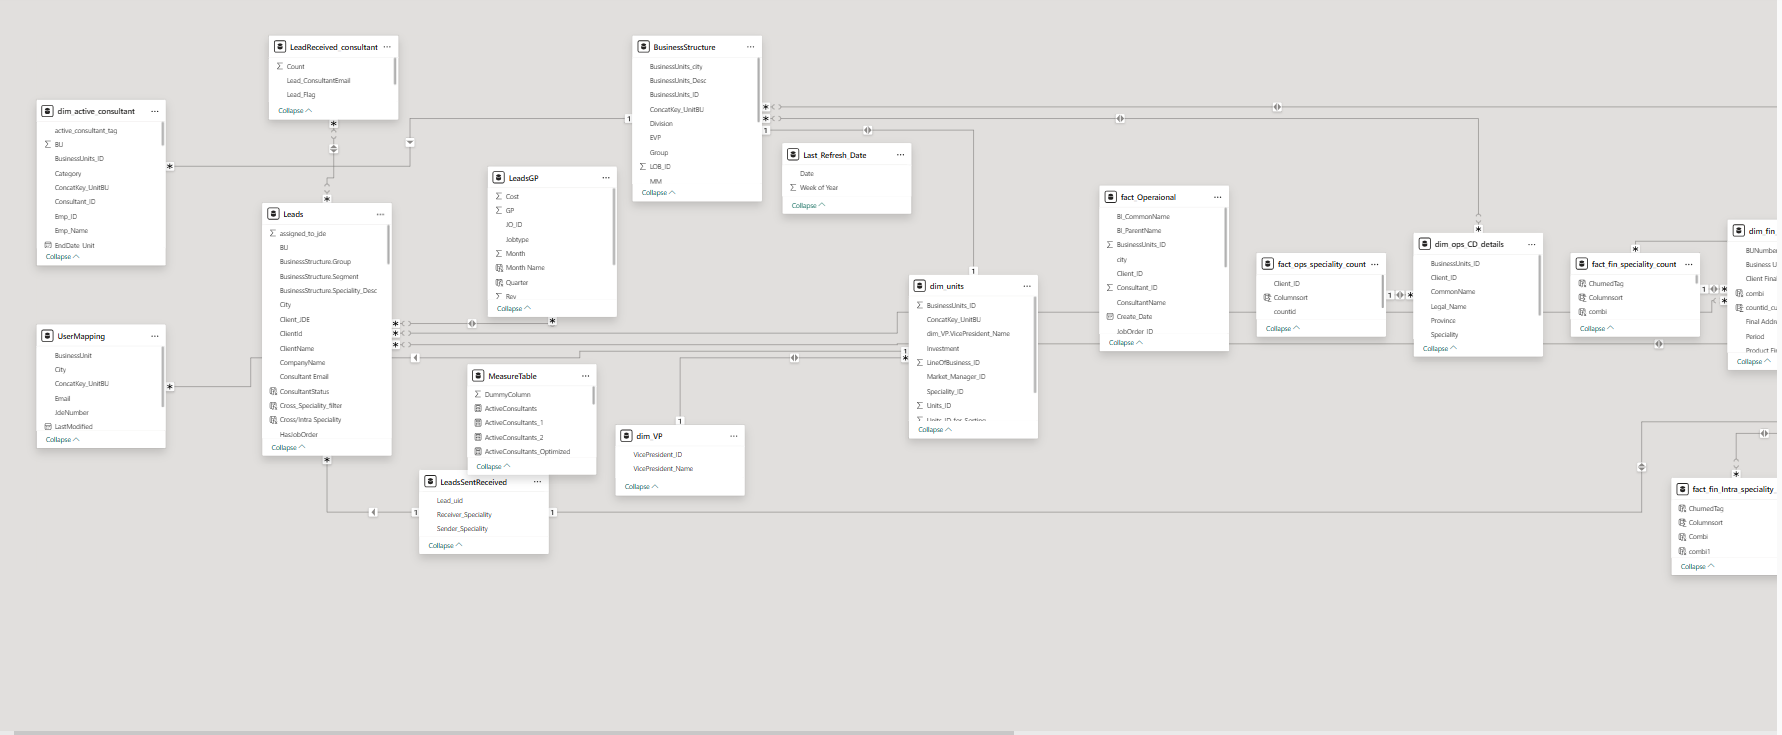 LeadReceived_consultant
Count
Lead_ConsultantEmail
Lead_Flag
Collapse
BusinessStructure
BusinessUnits_city
BusinessUnits_Desc
BusinessUnits_ID
ConcatKey_UnitBU
Division
EVP
Group
LOB_ID
MM
Collapse
dim_active_consultant
active_consultant_tag
BU
BusinessUnits_ID
Category
ConcatKey_UnitBU
Consultant_ID
Emp_ID
Emp_Name
EndDate_Unit
Collapse
Last_Refresh_Date
Date
Week of Year
Collapse
LeadsGP
Cost
GP
JO_ID
Jobtype
Month
Month Name
Quarter
Rev
Collapse
fact_Operaional
BI_CommonName
BI_ParentName
BusinessUnits_ID
city
Client_ID
Consultant_ID
ConsultantName
Create_Date
JobOrder_ID
Collapse
Leads
assigned_to_jde
BU
BusinessStructure.Group
BusinessStructure.Segment
BusinessStructure.Speciality_Desc
City
Client_JDE
ClientId
ClientName
CompanyName
Consultant Email
ConsultantStatus
Cross_Speciality_filter
Cross/Intra Speciality
HasJobOrder
Collapse
dim_ops_CD_details
BusinessUnits_ID
Client_ID
CommonName
Legal_Name
Province
Speciality
Collapse
dim_fin
BUNumber
Business U
Client Final
combi
countid_cu
Final Addre
Period
Product Fi
Collapse
fact_ops_speciality_count
Client_ID
Columnsort
countid
Collapse
fact_fin_speciality_count
ChurnedTag
Columnsort
combi
Collapse
dim_units
BusinessUnits_ID
ConcatKey_UnitBU
dim_VP.VicePresident_Name
Investment
LineOfBusiness_ID
Market_Manager_ID
Speciality_ID
Units_ID
Units_ID_for_Sorting
Collapse
UserMapping
BusinessUnit
City
ConcatKey_UnitBU
Email
JdeNumber
LastModified
Collapse
MeasureTable
DummyColumn
ActiveConsultants
ActiveConsultants_1
ActiveConsultants_2
ActiveConsultants_Optimized
Collapse
dim_VP
VicePresident_ID
VicePresident_Name
Collapse
LeadsSentReceived
Lead_uid
Receiver_Speciality
Sender_Speciality
Collapse
fact_fin_Intra_speciality_
ChurnedTag
Columnsort
Combi
combi1
Collapse